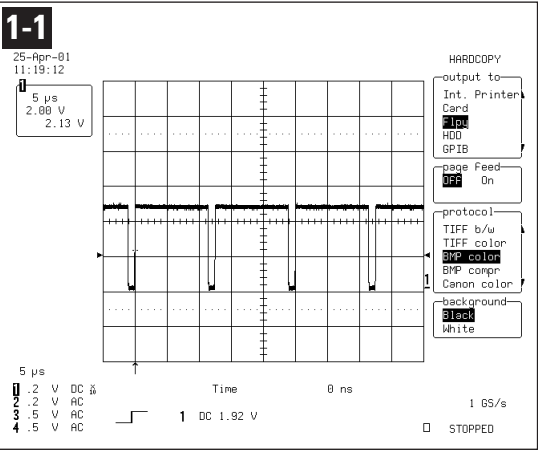 1-1
25-Apr-01
11:19:12
1
5 µs
2.00 V
2.13 V
HARDCOPY
output to
Int. Printer
Card
Flpy
HDD
GPIB
page Feed
Off On
protocol
TIFF b/w
TIFF color
BMP color
BMP compr
Canon color
background
Black
White
1
5 µs
1 .2 V DC X10
2 .2 V AC
3 .5 V AC
4 .5 V AC
Time 0 ns
1 DC 1.92 V
1 GS/s
STOPPED